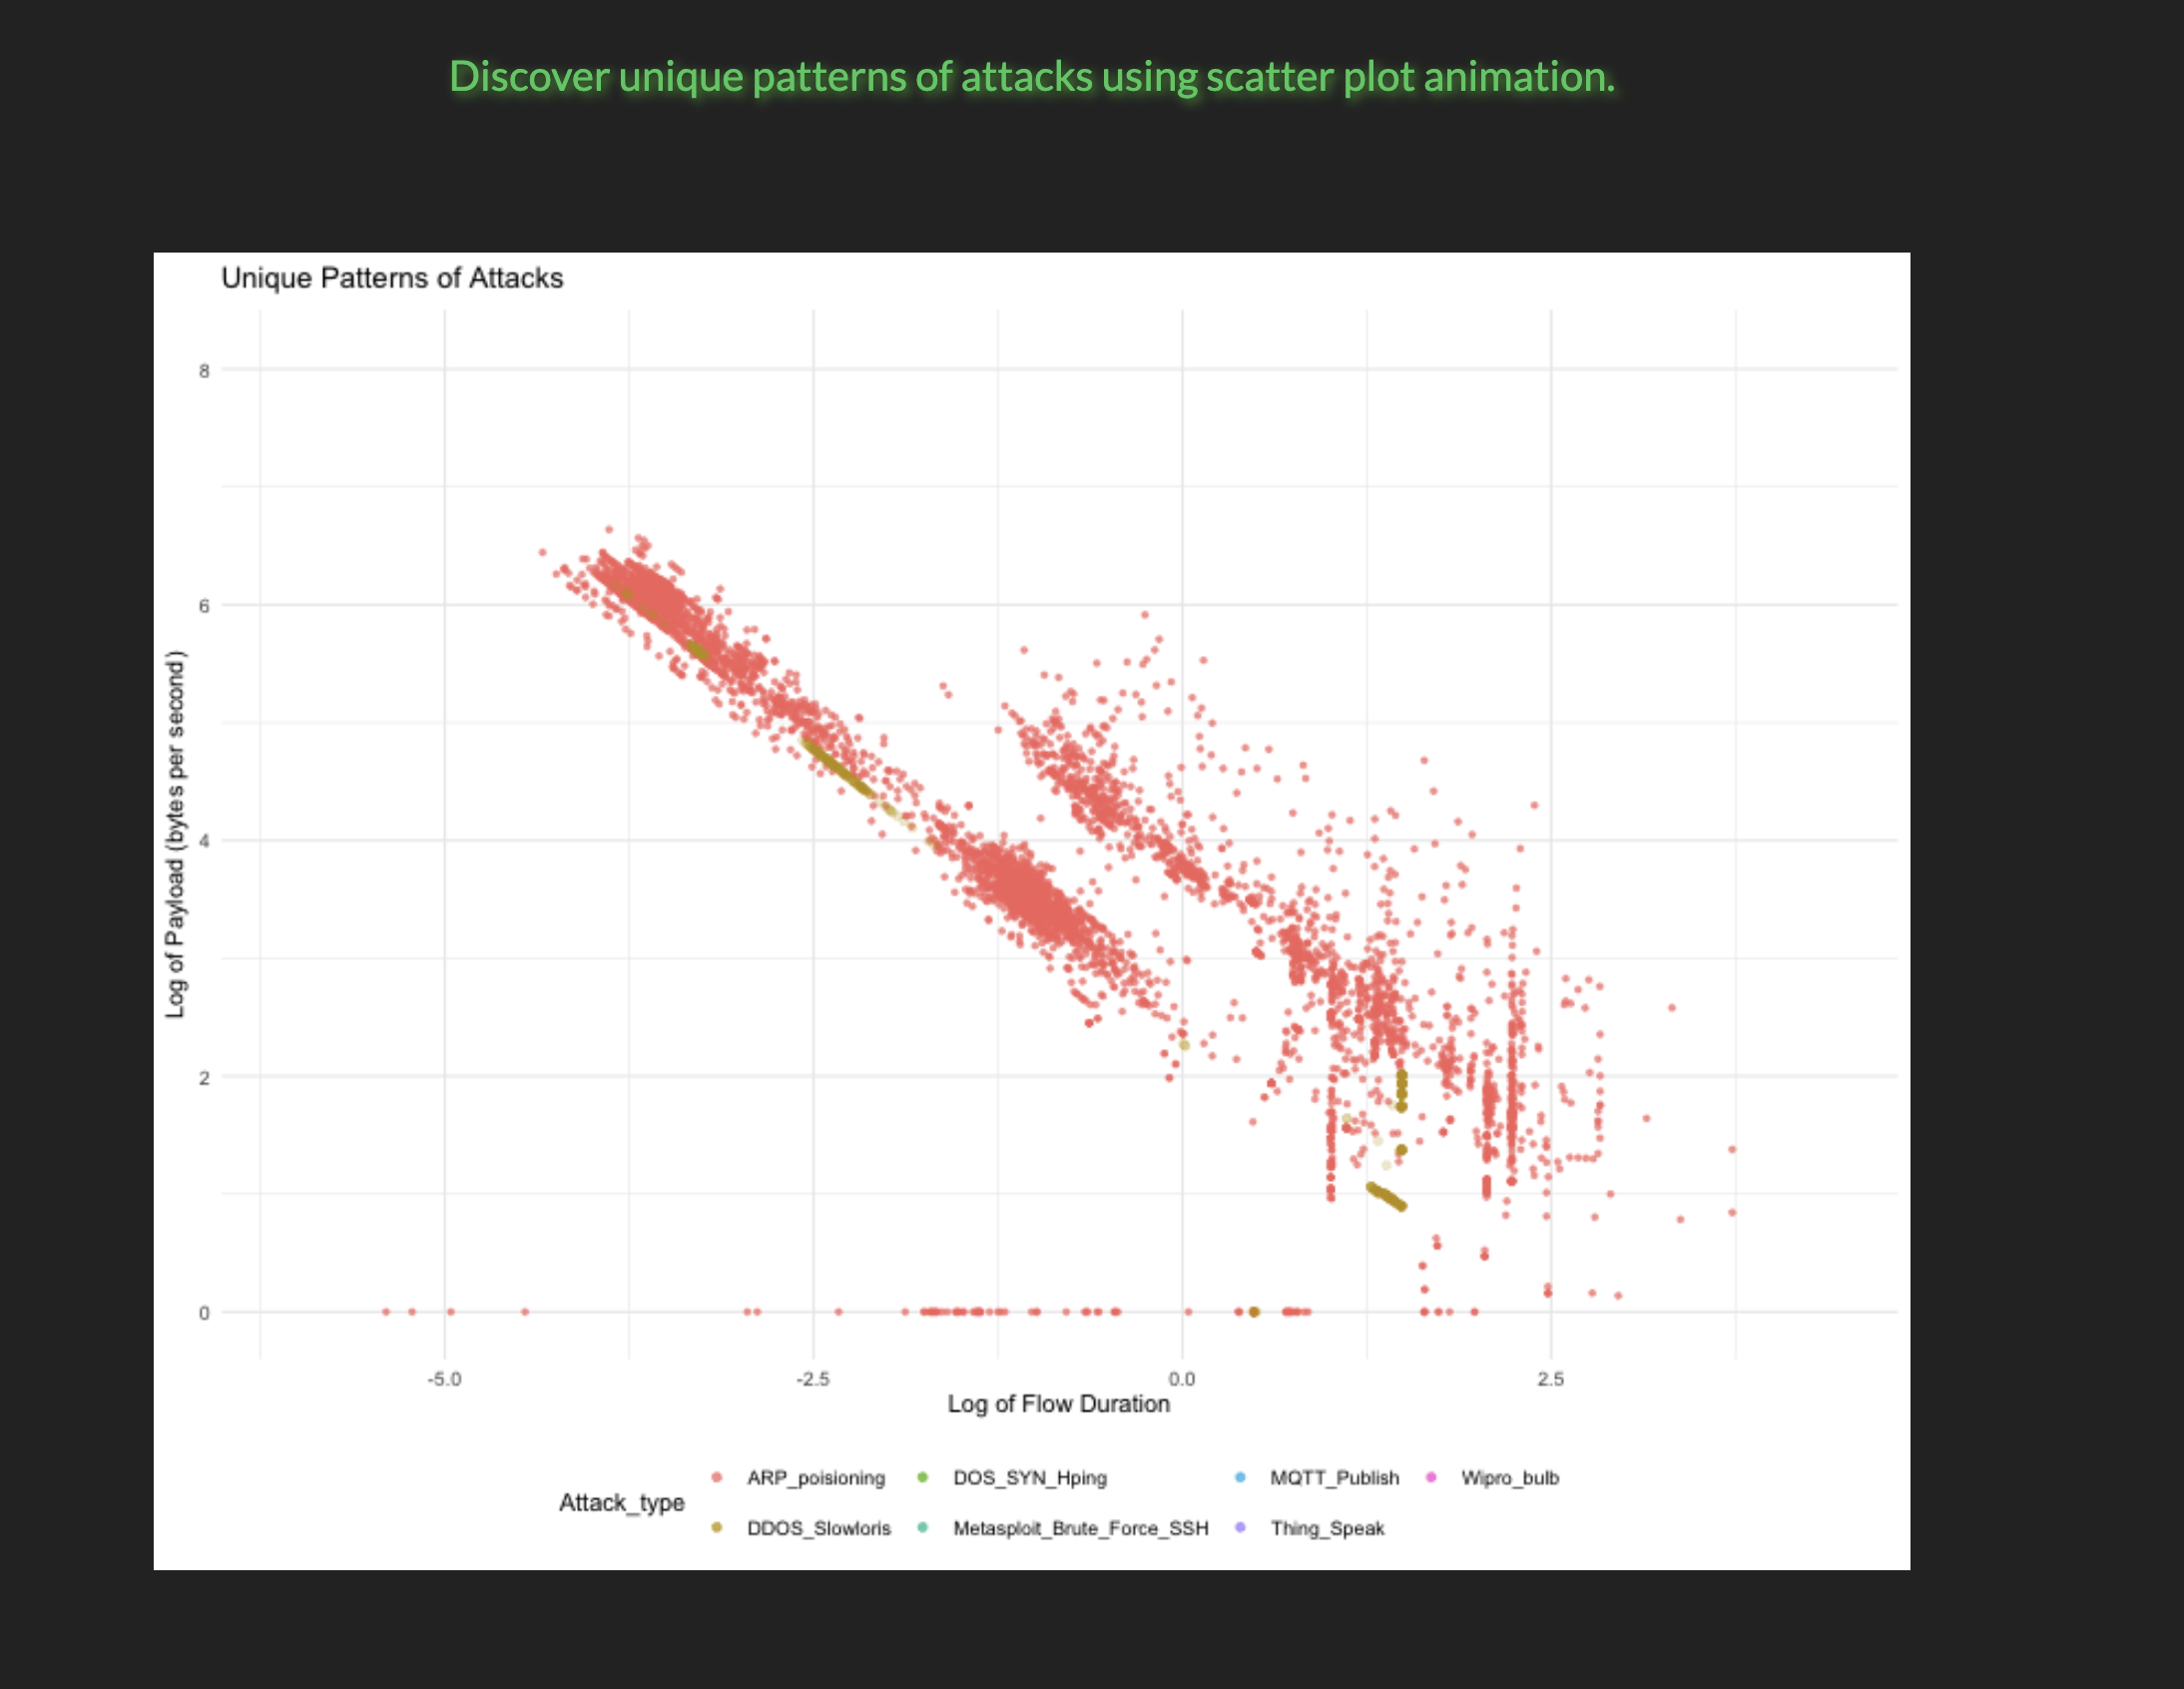 Discover unique patterns of attacks using scatter plot animation.
Unique Patterns of Attacks
8
6
4
2
0
Log of Payload (bytes per second)
-5.0 -2.5 0.0 2.5
Log of Flow Duration
Attack_type
ARP_poisioning DOS_SYN_Hping MQTT_Publish Wipro_bulb
DDOS_Slowloris Metasploit_Brute_Force_SSH Thing_Speak